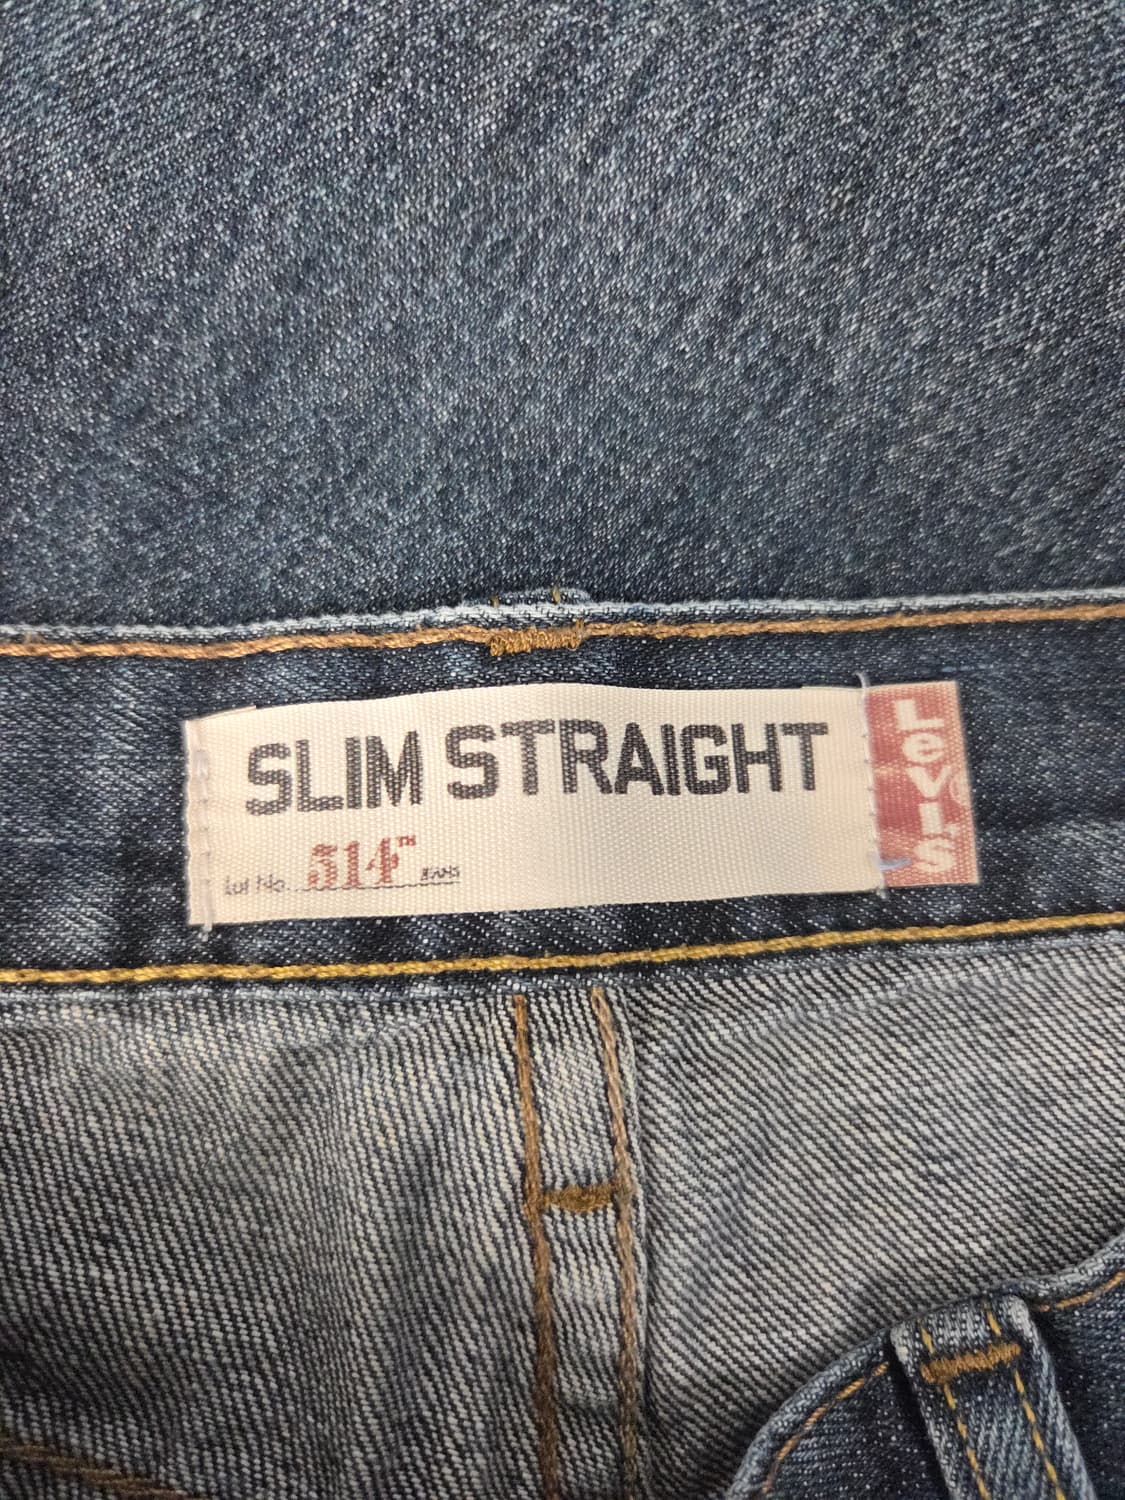 SLIM STRAIGHT
Lot No. 514™ JEANS
Levi's®